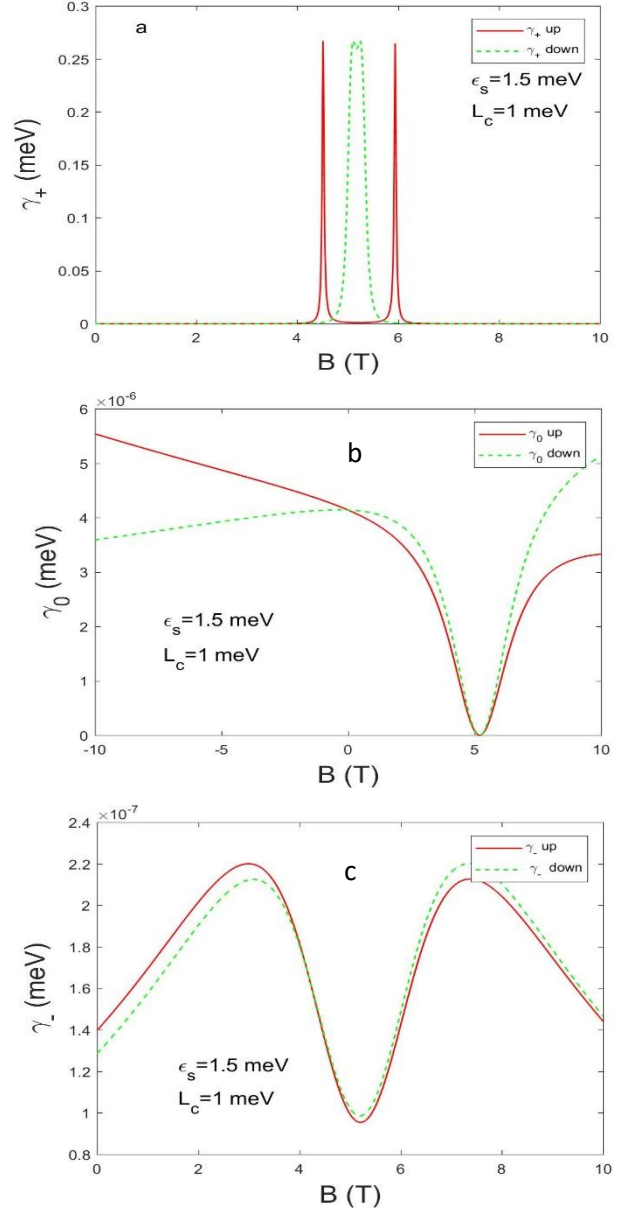 a
0.3
0.25
0.2
0.15
0.1
0.05
0
γ+ (meV)
γ+ up
γ+ down
ϵs=1.5 meV
Lc=1 meV
0 2 4 6 8 10
B (T)
×10-6
b
6
5
4
3
2
1
0
γ0 (meV)
γ0 up
γ0 down
ϵs=1.5 meV
Lc=1 meV
-10 -5 0 5 10
B (T)
×10-7
c
2.4
2.2
2
1.8
1.6
1.4
1.2
1
0.8
γ- (meV)
γ- up
γ- down
ϵs=1.5 meV
Lc=1 meV
0 2 4 6 8 10
B (T)